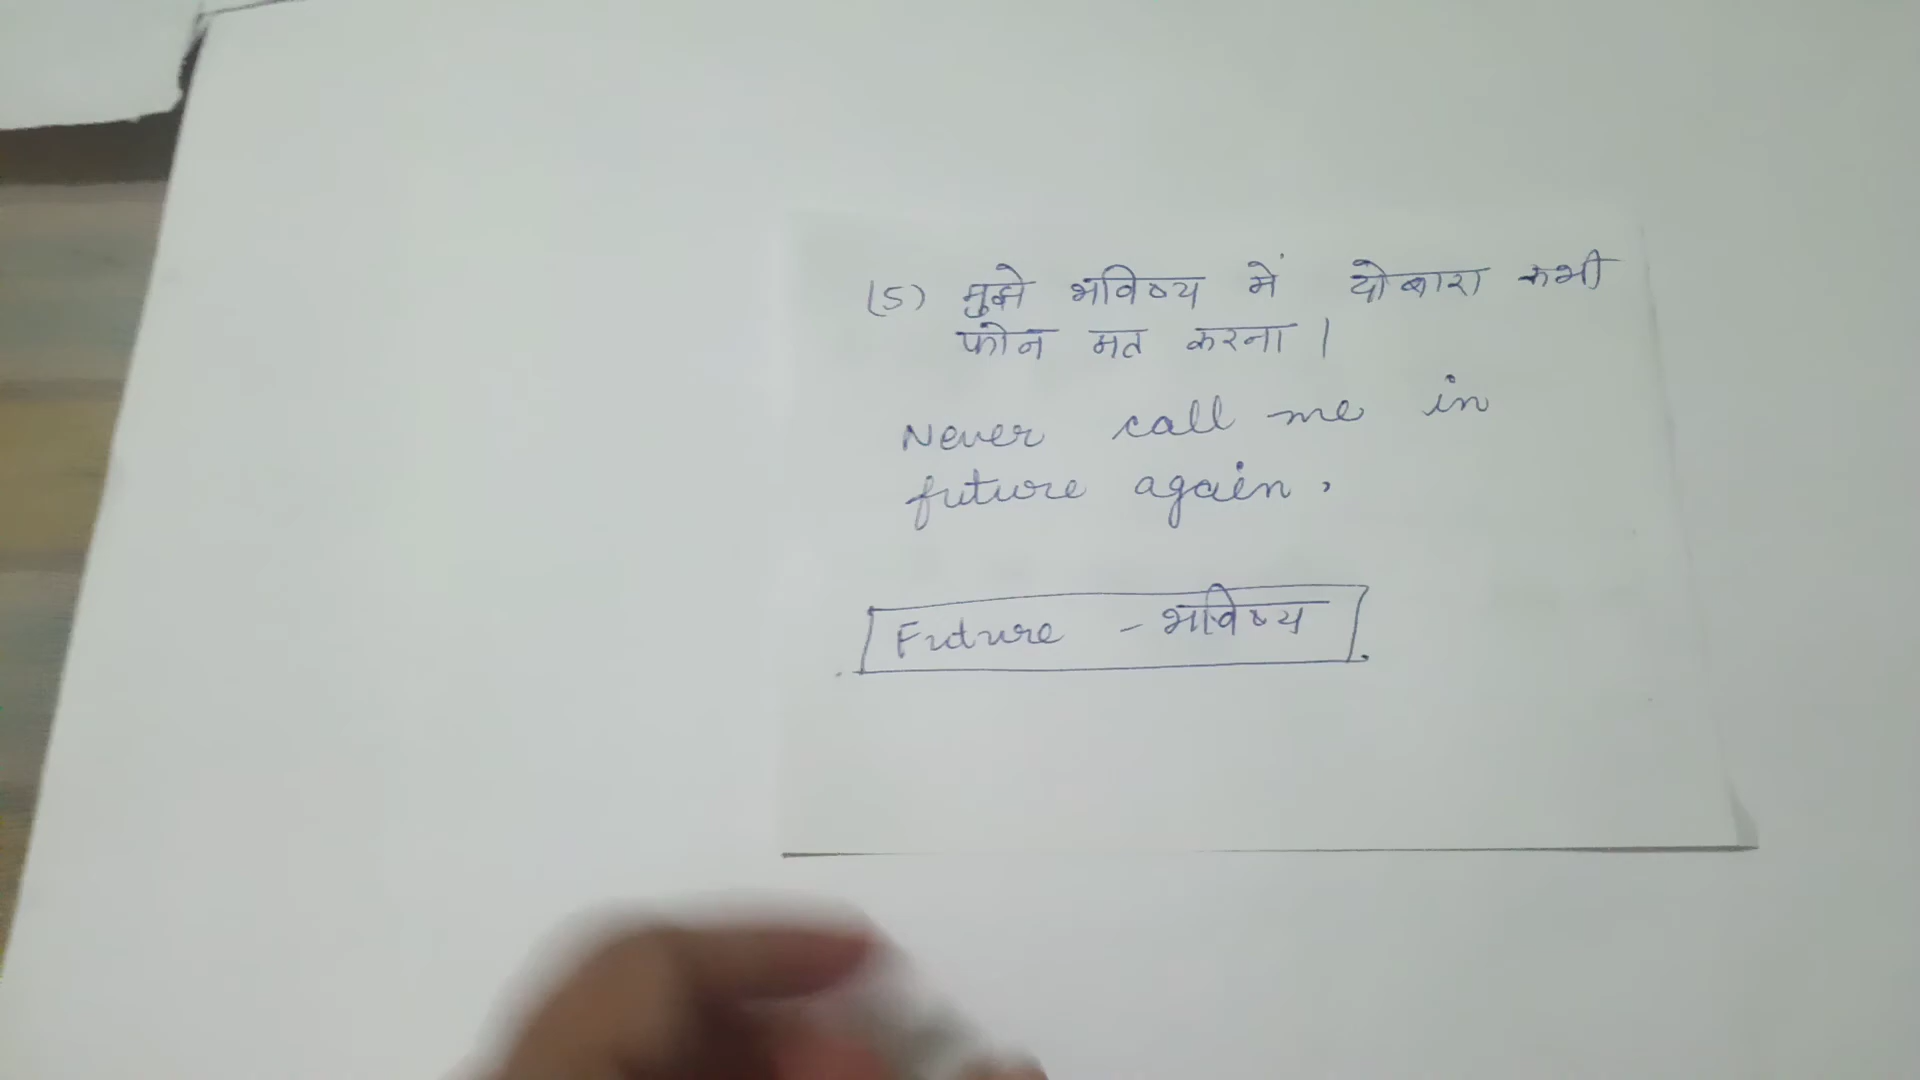 (5) मुझे भविष्य में दोबारा कभी
फोन मत करना |
Never call me in
future again.
Future - भविष्य